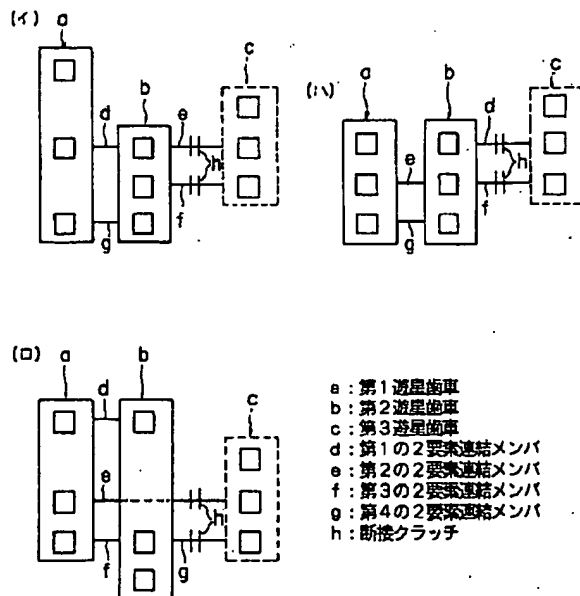 (イ)
a
b
c
d
e
h
f
g
(ハ)
a
b
c
d
e
h
f
g
(ロ)
a
b
c
d
e
h
f
g
a : 第1遊星歯車
b : 第2遊星歯車
c : 第3遊星歯車
d : 第1の2要素連結メンバ
e : 第2の2要素連結メンバ
f : 第3の2要素連結メンバ
g : 第4の2要素連結メンバ
h : 断接クラッチ